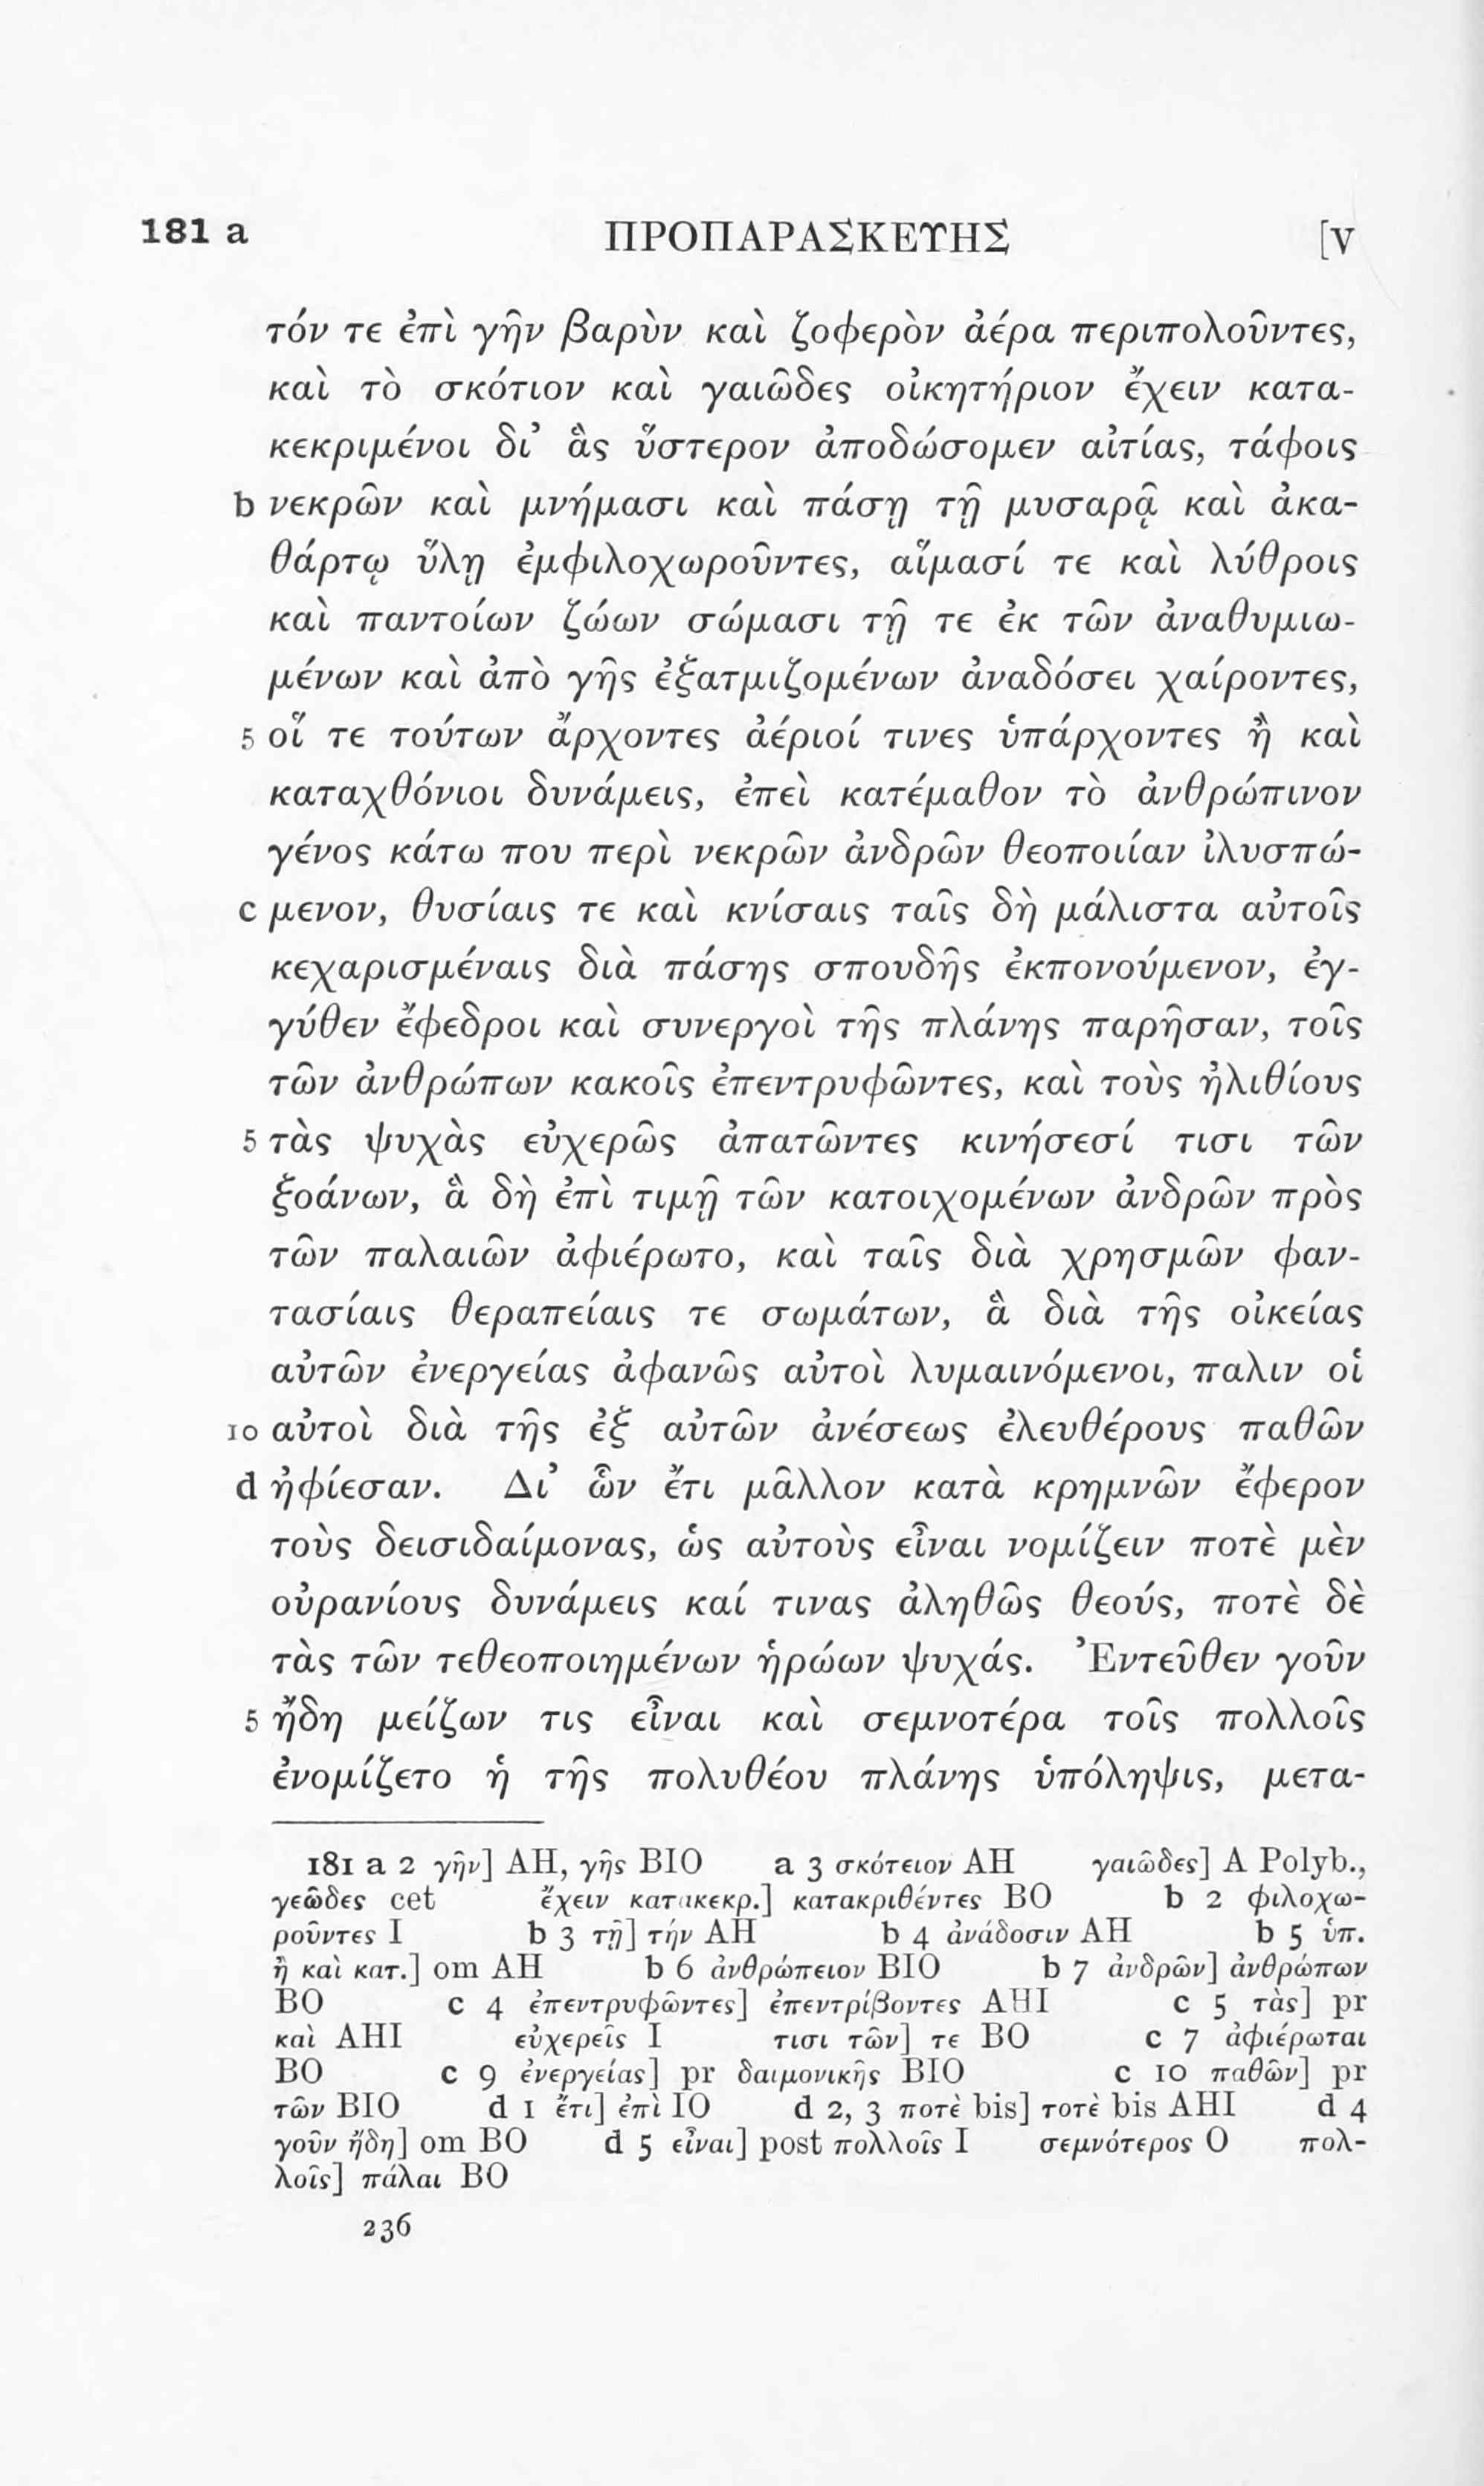 181 a ΠΡΟΠΑΡΑΣΚΕΥΗΣ [V
τόν τε ἐπὶ γῆν βαρὺν καὶ ζοφερὸν ἀέρα περιπολοῦντες,
καὶ τὸ σκότιον καὶ γαιῶδες οἰκητήριον ἔχειν κατα-
κεκριμένοι δι’ ἃς ὕστερον ἀποδώσομεν αἰτίας, τάφοις
b νεκρῶν καὶ μνήμασι καὶ πάσῃ τῇ μυσαρᾷ καὶ ἀκα-
θάρτῳ ὕλῃ ἐμφιλοχωροῦντες, αἵμασί τε καὶ λύθροις
καὶ παντοίων ζώων σώμασι τῇ τε ἐκ τῶν ἀναθυμιω-
μένων καὶ ἀπὸ γῆς ἐξατμιζομένων ἀναδόσει χαίροντες,
5 οἵ τε τούτων ἄρχοντες ἀέριοί τινες ὑπάρχοντες ἢ καὶ
καταχθόνιοι δυνάμεις, ἐπεὶ κατέμαθον τὸ ἀνθρώπινον
γένος κάτω που περὶ νεκρῶν ἀνδρῶν θεοποιίαν ἰλυσπώ-
c μενον, θυσίαις τε καὶ κνίσαις ταῖς δὴ μάλιστα αὐτοῖς
κεχαρισμέναις διὰ πάσης σπουδῆς ἐκπονούμενον, ἐγ-
γύθεν ἔφεδροι καὶ συνεργοὶ τῆς πλάνης παρῆσαν, τοῖς
τῶν ἀνθρώπων κακοῖς ἐπεντρυφῶντες, καὶ τοὺς ἠλιθίους
5 τὰς ψυχὰς εὐχερῶς ἀπατῶντες κινήσεσί τισι τῶν
ξοάνων, ἃ δὴ ἐπὶ τιμῇ τῶν κατοιχομένων ἀνδρῶν πρὸς
τῶν παλαιῶν ἀφιέρωτο, καὶ ταῖς διὰ χρησμῶν φαν-
τασίαις θεραπείαις τε σωμάτων, ἃ διὰ τῆς οἰκείας
αὐτῶν ἐνεργείας ἀφανῶς αὐτοὶ λυμαινόμενοι, παλιν οἱ
10 αὐτοὶ διὰ τῆς ἐξ αὐτῶν ἀνέσεως ἐλευθέρους παθῶν
d ἠφίεσαν. Δι’ ὧν ἔτι μᾶλλον κατὰ κρημνῶν ἔφερον
τοὺς δεισιδαίμονας, ὡς αὐτοὺς εἶναι νομίζειν ποτὲ μὲν
οὐρανίους δυνάμεις καί τινας ἀληθῶς θεούς, ποτὲ δὲ
τὰς τῶν τεθεοποιημένων ἡρώων ψυχάς. Ἐντεῦθεν γοῦν
5 ἤδη μείζων τις εἶναι καὶ σεμνοτέρα τοῖς πολλοῖς
ἐνομίζετο ἡ τῆς πολυθέου πλάνης ὑπόληψις, μετα-
181 a 2 γῆν] AH, γῆς BIO a 3 σκότειον AH γαιῶδες] A Polyb.,
γεῶδες cet ἔχειν κατακεκρ.] κατακριθέντες BO b 2 φιλοχω-
ροῦντες I b 3 τῇ] τήν AH b 4 ἀνάδοσιν AH b 5 ὑπ.
ἢ καὶ κατ.] om AH b 6 ἀνθρώπειον BIO b 7 ἀνδρῶν] ἀνθρώπων
BO c 4 ἐπεντρυφῶντες] ἐπεντρίβοντες AHI c 5 τὰς] pr
καὶ AHI εὐχερεῖς I τισι τῶν] τε BO c 7 ἀφιέρωται
BO c 9 ἐνεργείας] pr δαιμονικῆς BIO c 10 παθῶν] pr
τῶν BIO d 1 ἔτι] ἐπὶ IO d 2, 3 ποτὲ bis] τοτὲ bis AHI d 4
γοῦν ἤδη] om BO d 5 εἶναι] post πολλοῖς I σεμνότερος O πολ-
λοῖς] πάλαι BO
236